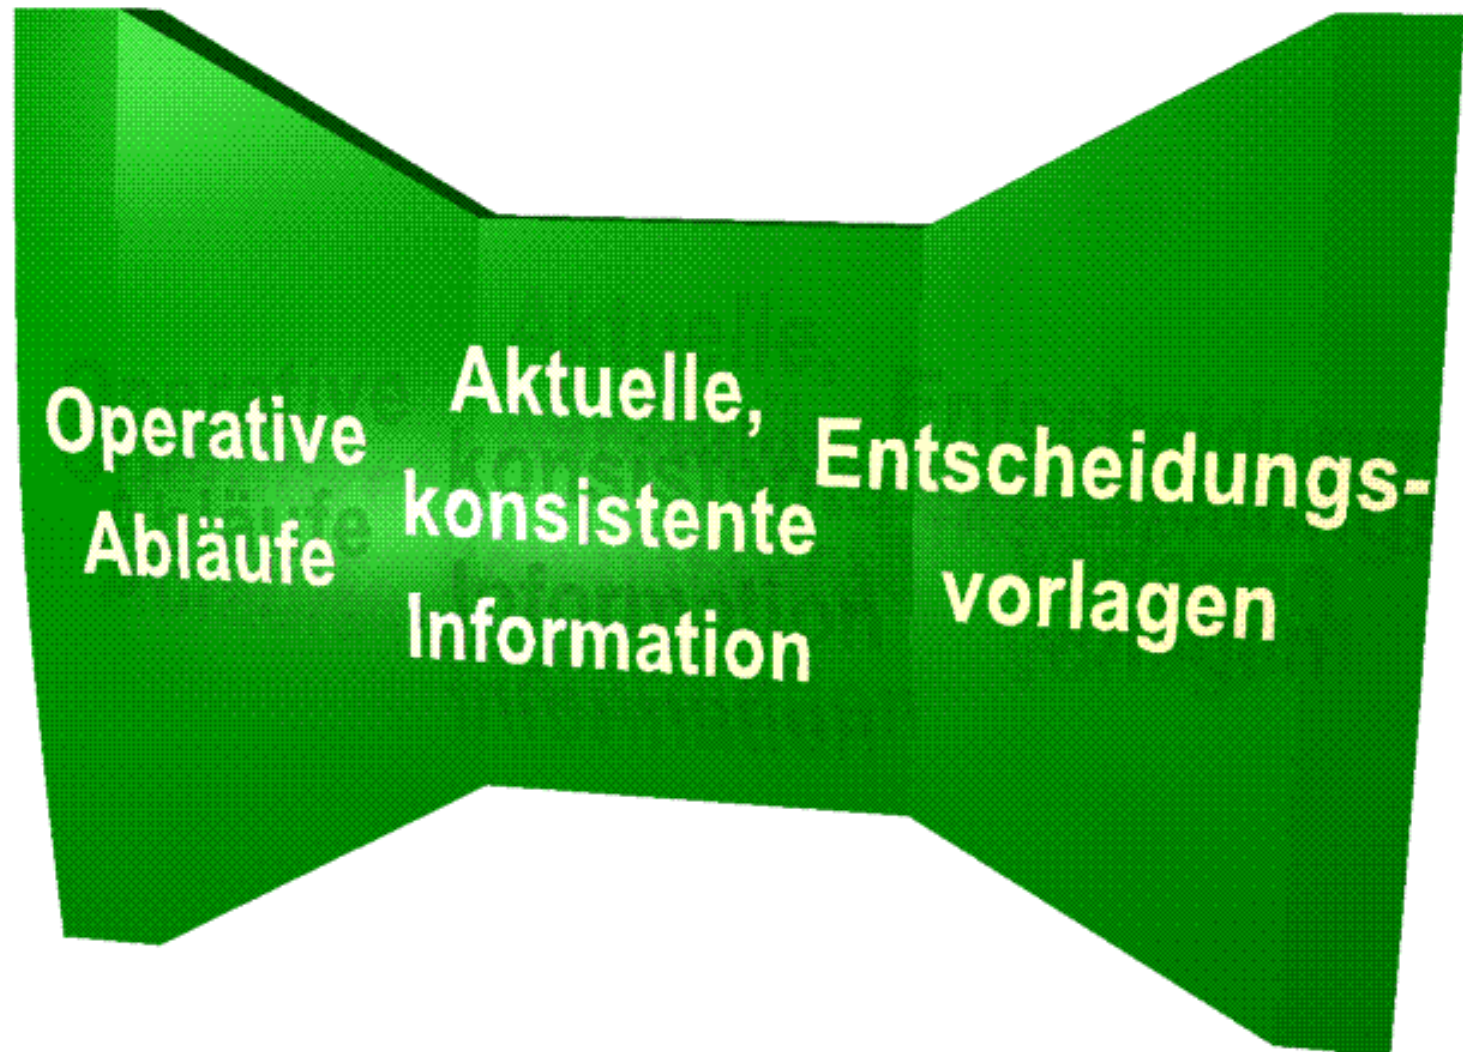 Operative
Abläufe
Aktuelle,
konsistente
Information
Entscheidungs-
vorlagen